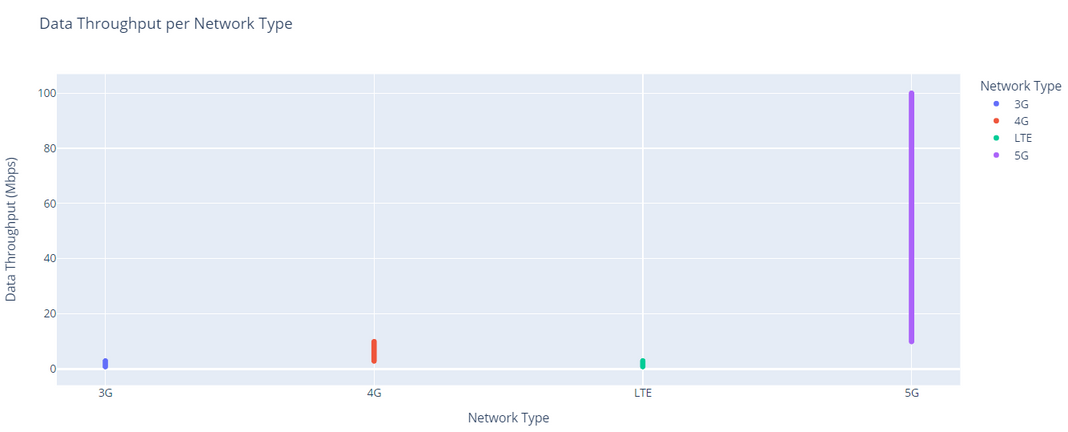 Data Throughput per Network Type
Data Throughput (Mbps)
100
80
60
40
20
0
3G
4G
LTE
5G
Network Type
Network Type
3G
4G
LTE
5G